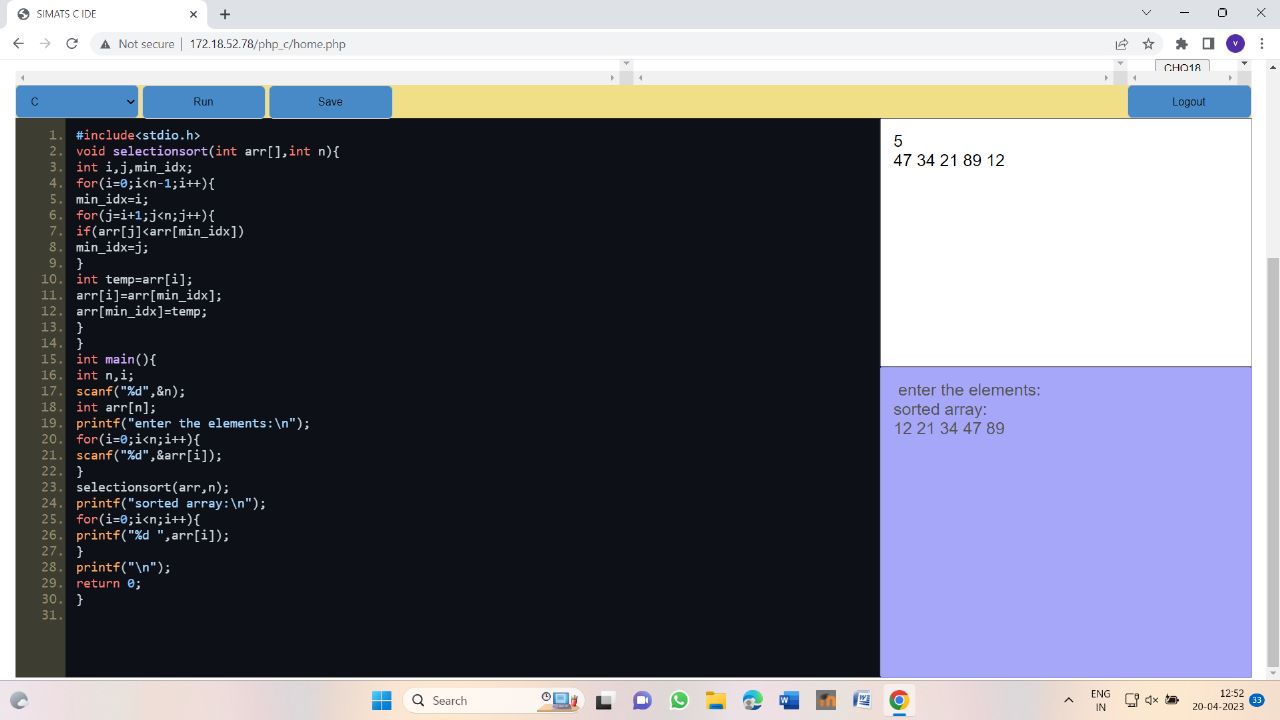 SIMATS C IDE
Not secure | 172.18.52.78/php_c/home.php
V
CHO18
C
Run
Save
Logout
1. #include<stdio.h>
2. void selectionsort(int arr[],int n){
3. int i,j,min_idx;
4. for(i=0;i<n-1;i++){
5. min_idx=i;
6. for(j=i+1;j<n;j++){
7. if(arr[j]<arr[min_idx])
8. min_idx=j;
9. }
10. int temp=arr[i];
11. arr[i]=arr[min_idx];
12. arr[min_idx]=temp;
13. }
14. }
15. int main(){
16. int n,i;
17. scanf("%d",&n);
18. int arr[n];
19. printf("enter the elements:\n");
20. for(i=0;i<n;i++){
21. scanf("%d",&arr[i]);
22. }
23. selectionsort(arr,n);
24. printf("sorted array:\n");
25. for(i=0;i<n;i++){
26. printf("%d ",arr[i]);
27. }
28. printf("\n");
29. return 0;
30. }
31.
5
47 34 21 89 12
enter the elements:
sorted array:
12 21 34 47 89
Search
ENG
IN
12:52
20-04-2023
33